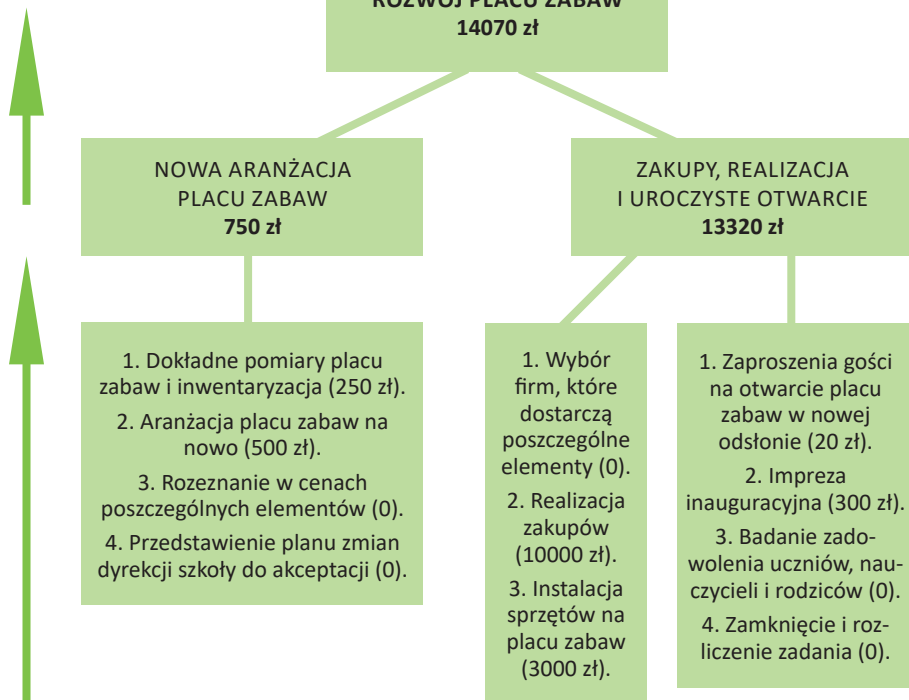 ROZWÓJ PLACU ZABAW
14070 zł
NOWA ARANŻACJA
PLACU ZABAW
750 zł
ZAKUPY, REALIZACJA
I UROCZYSTE OTWARCIE
13320 zł
1. Dokładne pomiary placu
zabaw i inwentaryzacja (250 zł).
2. Aranżacja placu zabaw na
nowo (500 zł).
3. Rozeznanie w cenach
poszczególnych elementów (0).
4. Przedstawienie planu zmian
dyrekcji szkoły do akceptacji (0).
1. Wybór
firm, które
dostarczą
poszczególne
elementy (0).
2. Realizacja
zakupów
(10000 zł).
3. Instalacja
sprzętów na
placu zabaw
(3000 zł).
1. Zaproszenia gości
na otwarcie placu
zabaw w nowej
odsłonie (20 zł).
2. Impreza
inauguracyjna (300 zł).
3. Badanie zado-
wolenia uczniów, nau-
czycieli i rodziców (0).
4. Zamknięcie i roz-
liczenie zadania (0).